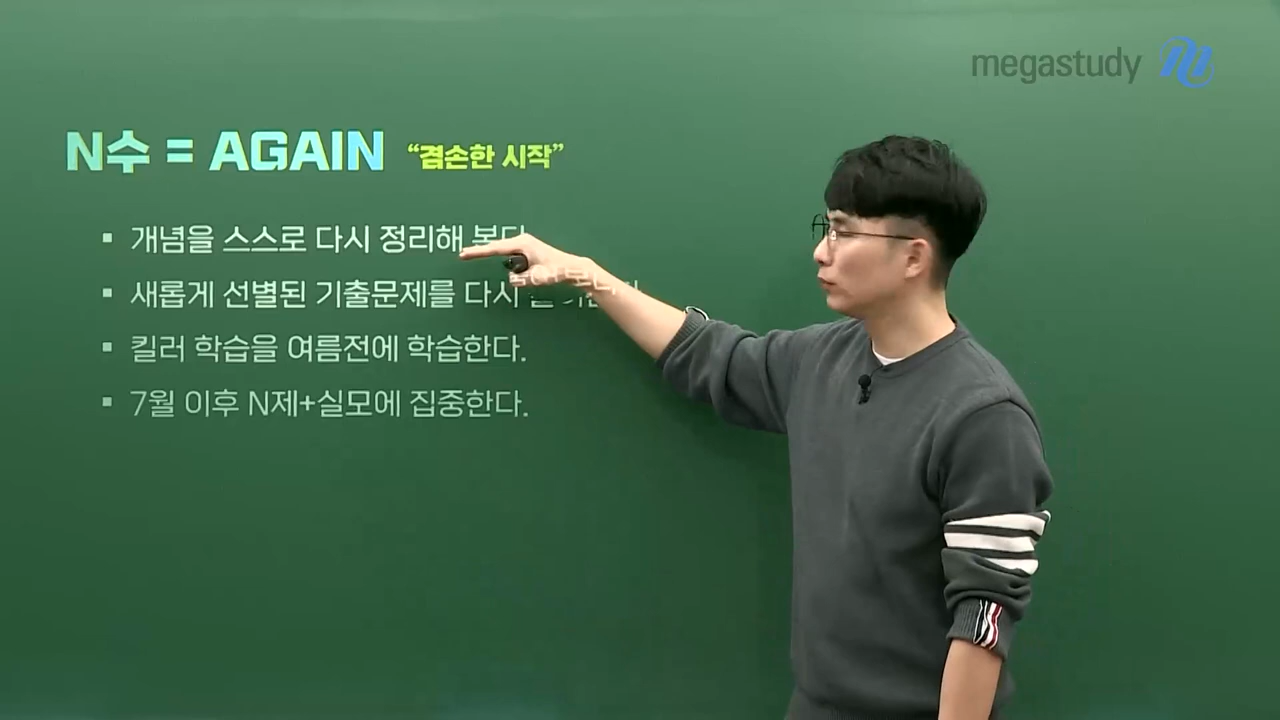 megastudy
N수 = AGAIN “겸손한 시작”
▪ 개념을 스스로 다시 정리해 본다
▪ 새롭게 선별된 기출문제를 다시
▪ 킬러 학습을 여름전에 학습한다.
▪ 7월 이후 N제+실모에 집중한다.